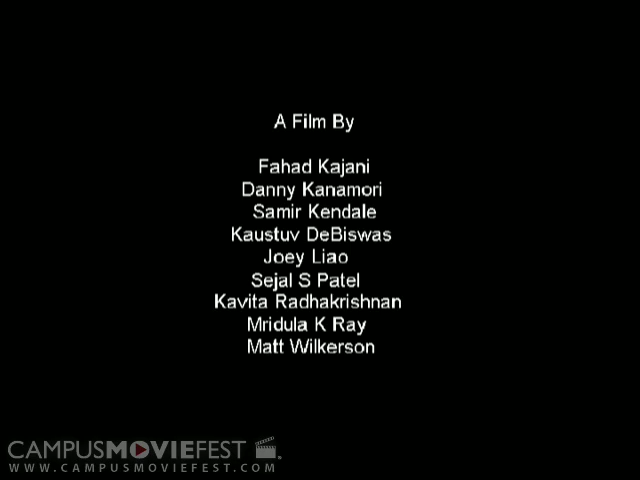 A Film By
Fahad Kajani
Danny Kanamori
Samir Kendale
Kaustuv DeBiswas
Joey Liao
Sejal S Patel
Kavita Radhakrishnan
Mridula K Ray
Matt Wilkerson
CAMPUSMOVIEFEST
WWW.CAMPUSMOVIEFEST.COM